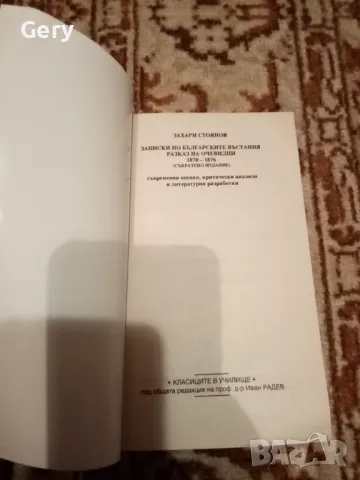 Gery
ЗАХАРИ СТОЯНОВ
ЗАПИСКИ ПО БЪЛГАРСКИТЕ ВЪСТАНИЯ
РАЗКАЗ НА ОЧЕВИДЦИ
1870 – 1876
(СЪКРАТЕНО ИЗДАНИЕ)
съвременни оценки, критически анализи
и литературни разработки
• КЛАСИЦИТЕ В УЧИЛИЩЕ •
под общата редакция на проф. д-р Иван РАДЕВ
BAZAR